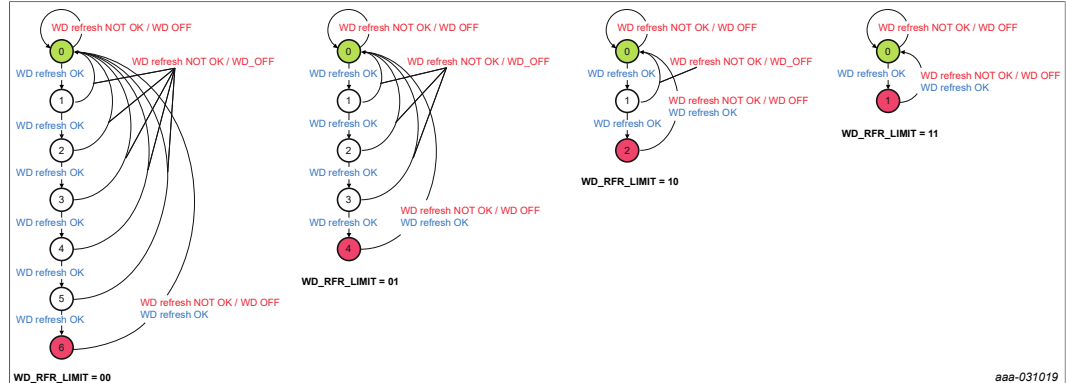 WD refresh NOT OK / WD OFF
0
WD refresh NOT OK / WD_OFF
WD refresh OK
1
WD refresh OK
2
WD refresh OK
3
WD refresh OK
4
WD refresh OK
5
WD refresh NOT OK / WD OFF
WD refresh OK
WD refresh OK
6
WD_RFR_LIMIT = 00
WD refresh NOT OK / WD OFF
0
WD refresh NOT OK / WD_OFF
WD refresh OK
1
WD refresh OK
2
WD refresh OK
3
WD refresh NOT OK / WD OFF
WD refresh OK
WD refresh OK
4
WD_RFR_LIMIT = 01
WD refresh NOT OK / WD OFF
0
WD refresh NOT OK / WD_OFF
WD refresh OK
1
WD refresh NOT OK / WD OFF
WD refresh OK
WD refresh OK
2
WD_RFR_LIMIT = 10
WD refresh NOT OK / WD OFF
0
WD refresh OK
WD refresh NOT OK / WD OFF
WD refresh OK
1
WD_RFR_LIMIT = 11
aaa-031019